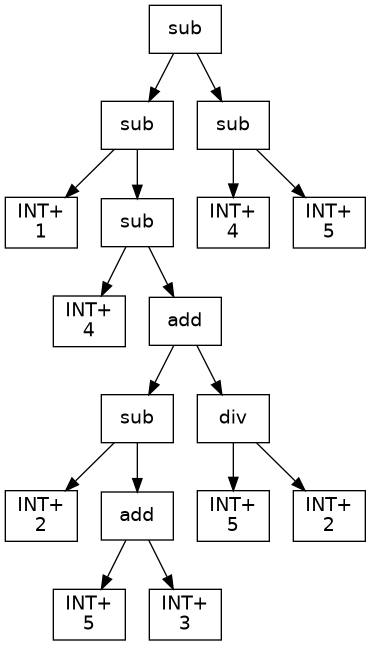 sub
sub
sub
INT+
1
sub
INT+
4
INT+
5
INT+
4
add
sub
div
INT+
2
add
INT+
5
INT+
2
INT+
5
INT+
3